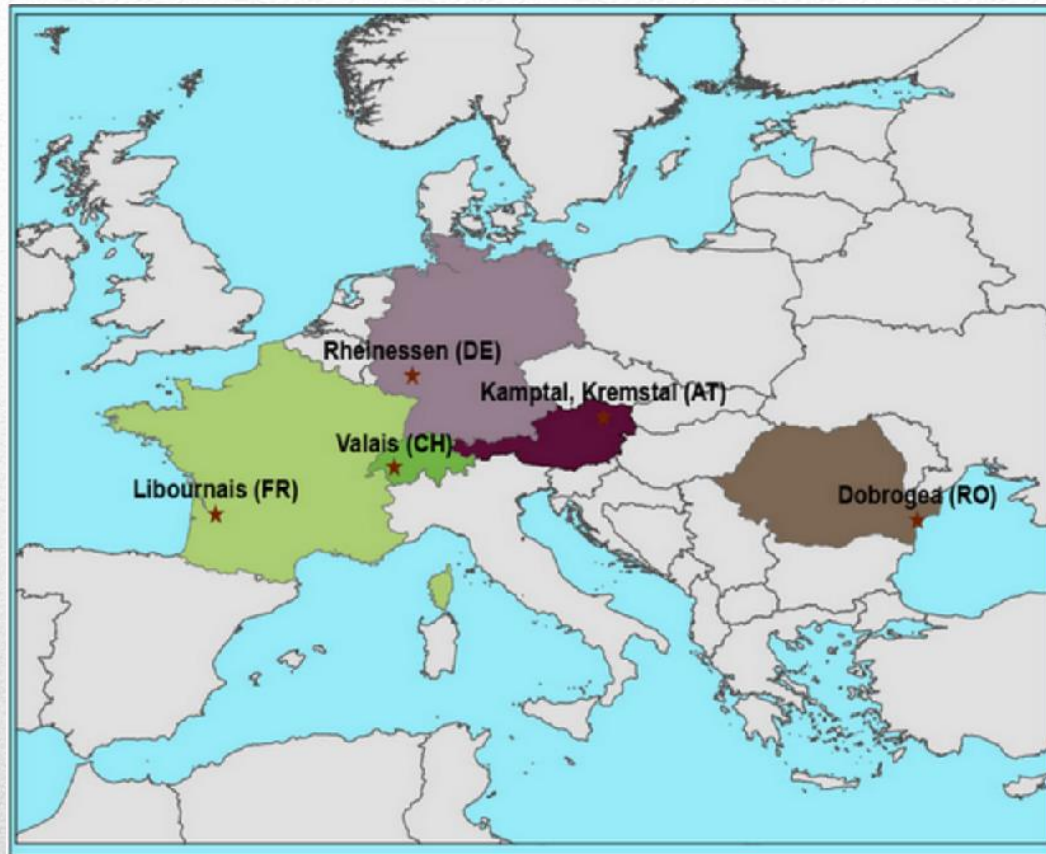 Rheinessen (DE)
Kamptal, Kremstal (AT)
Valais (CH)
Libournais (FR)
Dobrogea (RO)